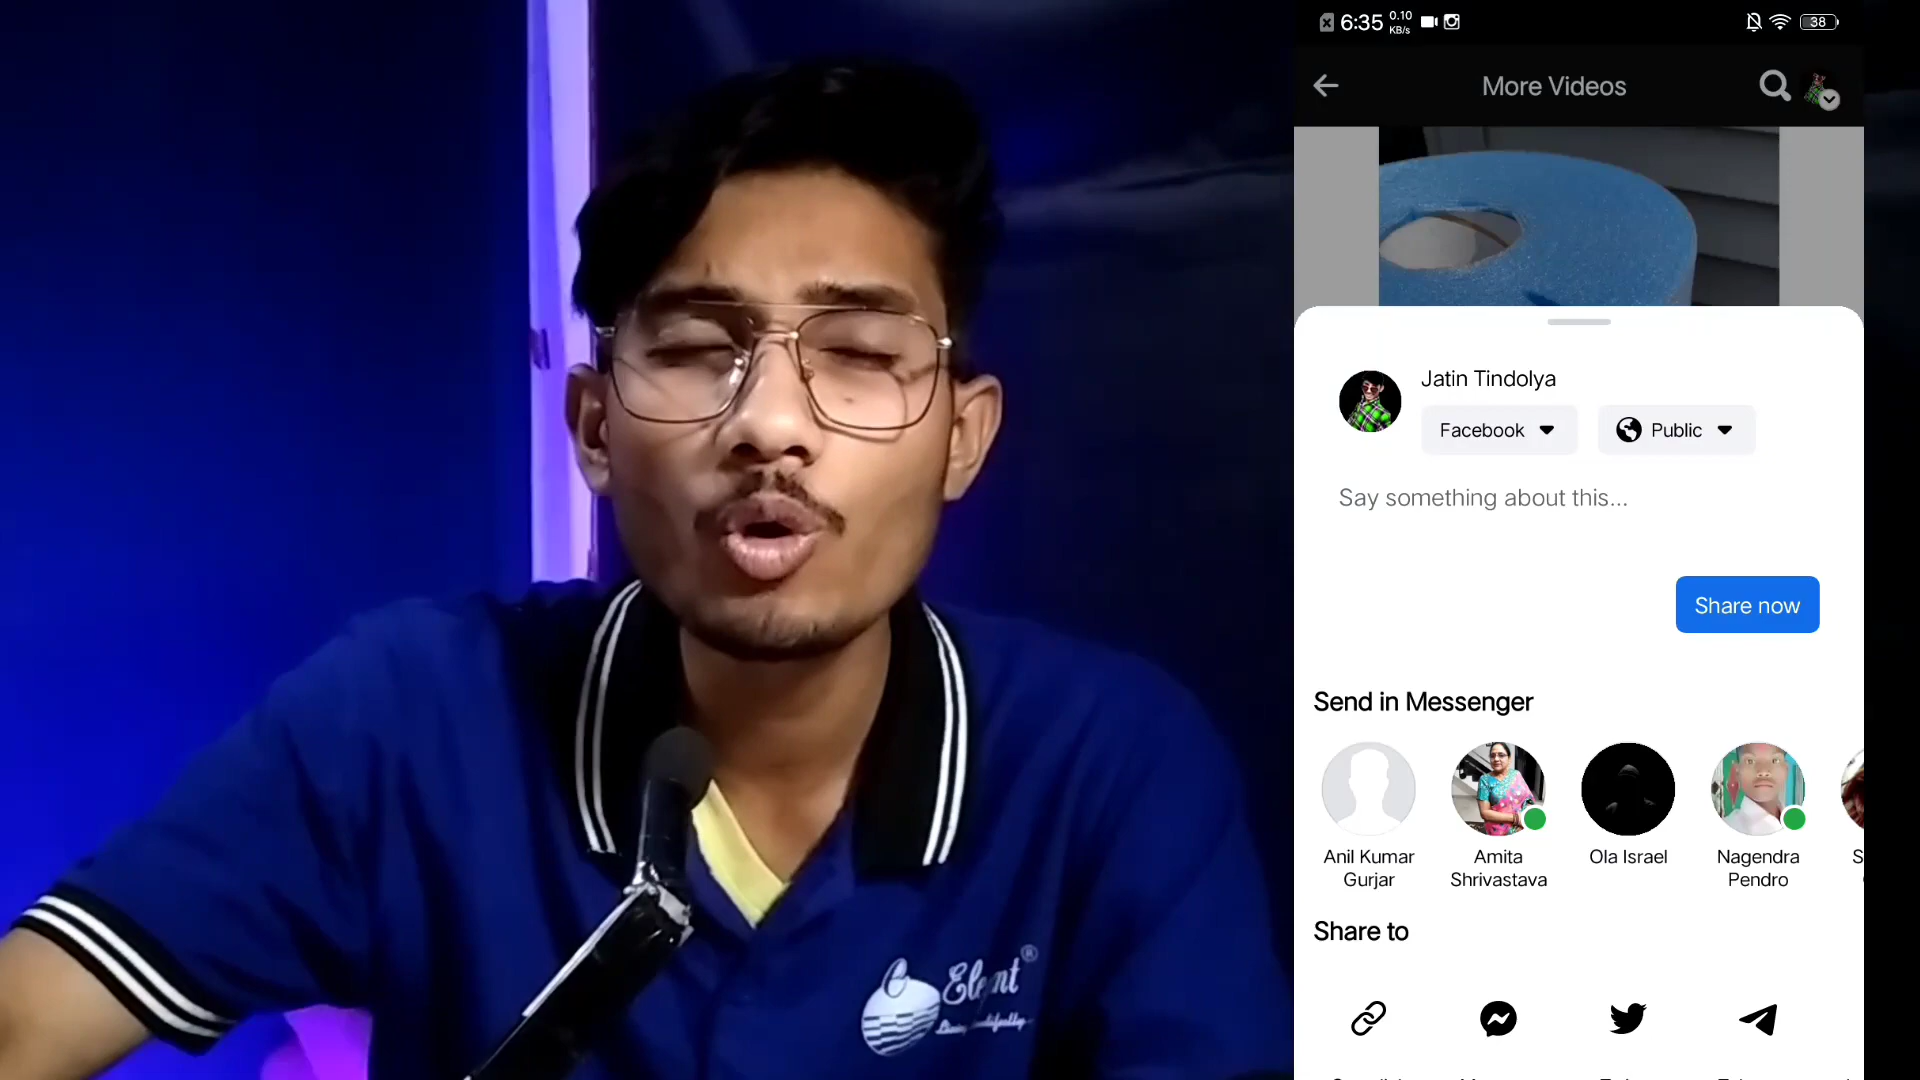 6:35 0.10 KB/s 38
More Videos
Jatin Tindolya
Facebook Public
Say something about this...
Share now
Send in Messenger
Anil Kumar Gurjar
Amita Shrivastava
Ola Israel
Nagendra Pendro
S
Share to
®